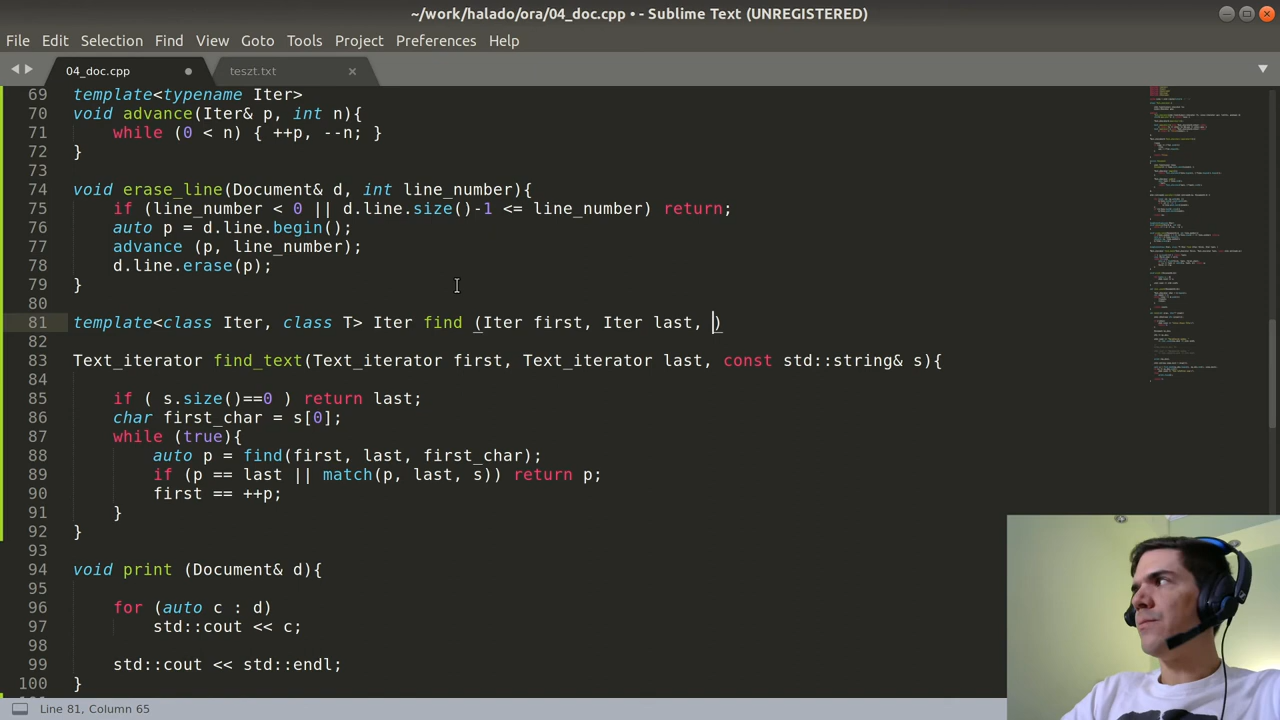 ~/work/halado/ora/04_doc.cpp • - Sublime Text (UNREGISTERED)
File Edit Selection Find View Goto Tools Project Preferences Help
04_doc.cpp teszt.txt
69 template<typename Iter>
70 void advance(Iter& p, int n){
71 while (0 < n) { ++p, --n; }
72 }
73
74 void erase_line(Document& d, int line_number){
75 if (line_number < 0 || d.line.size()-1 <= line_number) return;
76 auto p = d.line.begin();
77 advance (p, line_number);
78 d.line.erase(p);
79 }
80
81 template<class Iter, class T> Iter find (Iter first, Iter last, )
82
83 Text_iterator find_text(Text_iterator first, Text_iterator last, const std::string& s){
84
85 if ( s.size()==0 ) return last;
86 char first_char = s[0];
87 while (true){
88 auto p = find(first, last, first_char);
89 if (p == last || match(p, last, s)) return p;
90 first == ++p;
91 }
92 }
93
94 void print (Document& d){
95
96 for (auto c : d)
97 std::cout << c;
98
99 std::cout << std::endl;
100 }
Line 81, Column 65